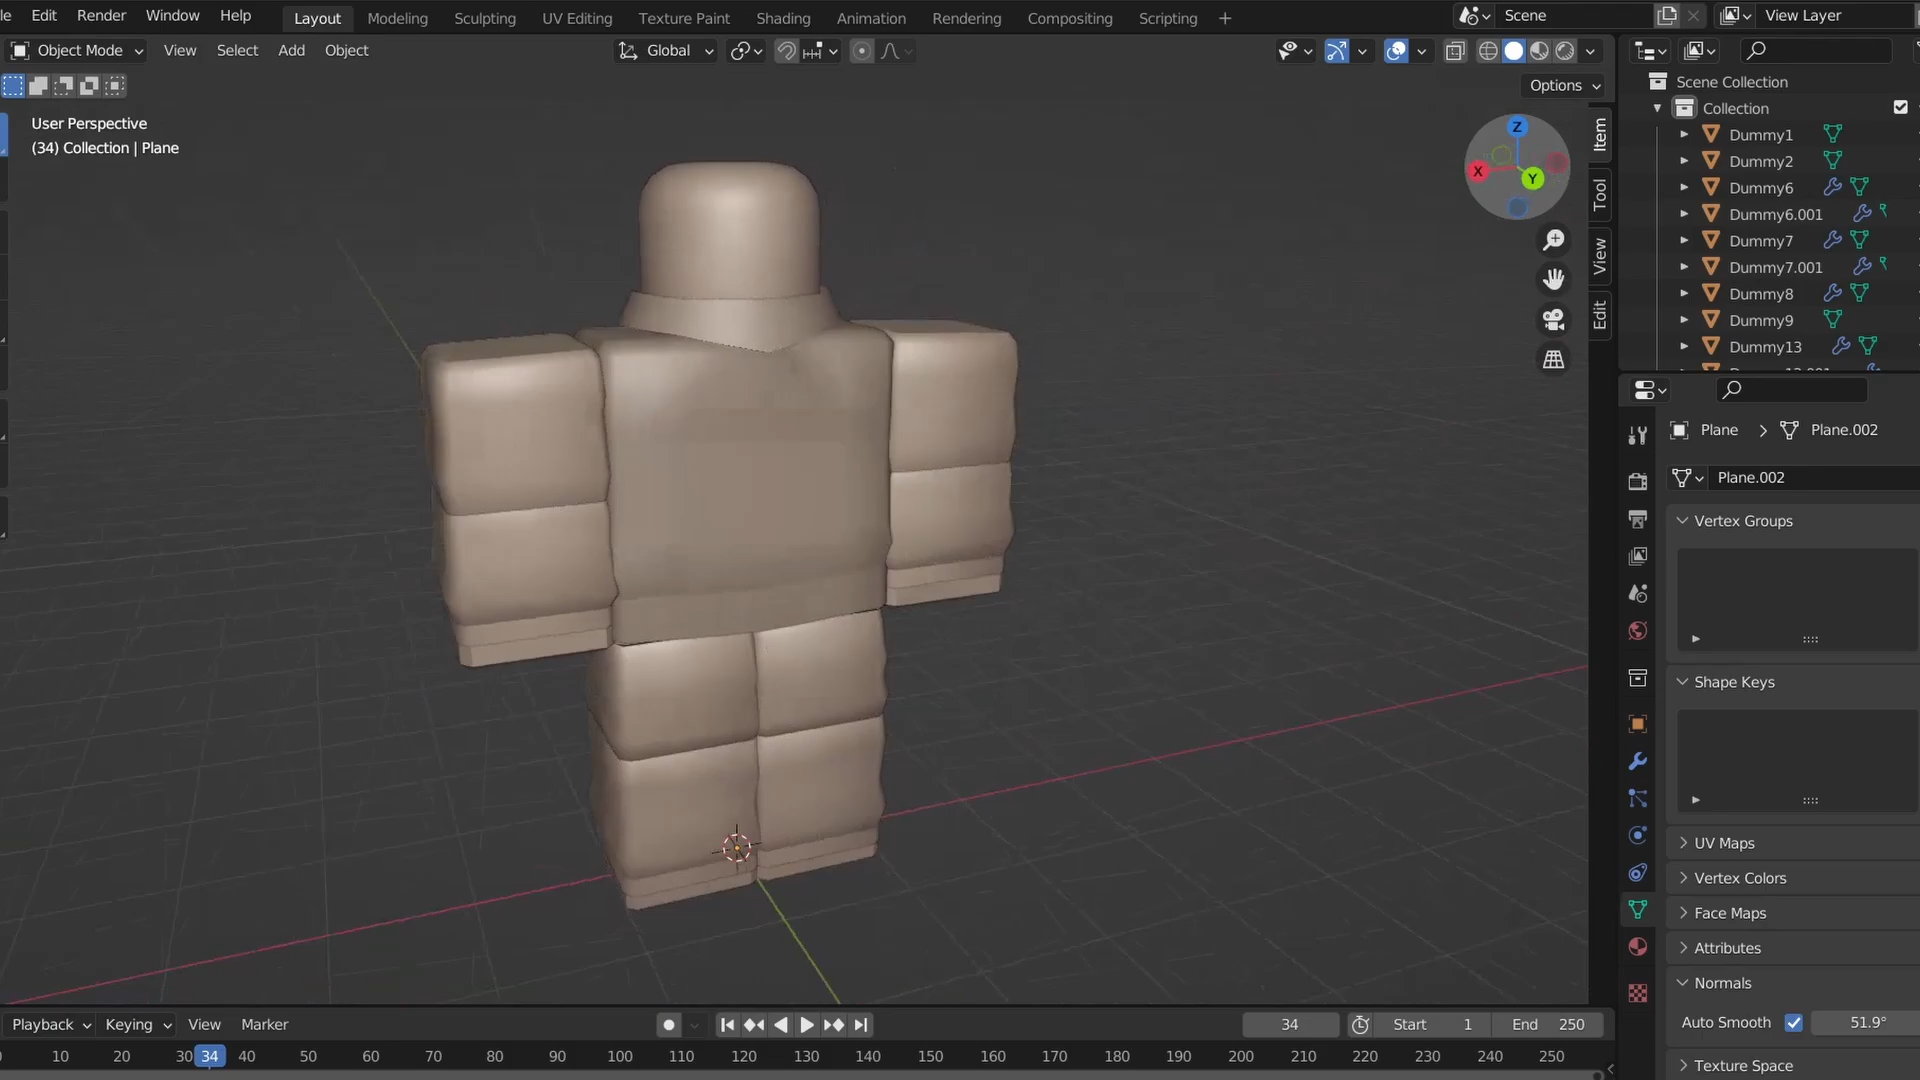 le Edit Render Window Help Layout Modeling Sculpting UV Editing Texture Paint Shading Animation Rendering Compositing Scripting + Scene View Layer
Object Mode View Select Add Object Global
Options
User Perspective
(34) Collection | Plane
Z
X
Y
Item
Tool
View
Edit
Scene Collection
Collection
Dummy1
Dummy2
Dummy6
Dummy6.001
Dummy7
Dummy7.001
Dummy8
Dummy9
Dummy13
Plane > Plane.002
Plane.002
Vertex Groups
Shape Keys
UV Maps
Vertex Colors
Face Maps
Attributes
Normals
Auto Smooth 51.9°
Texture Space
Playback Keying View Marker 34 Start 1 End 250
0 10 20 30 34 40 50 60 70 80 90 100 110 120 130 140 150 160 170 180 190 200 210 220 230 240 250